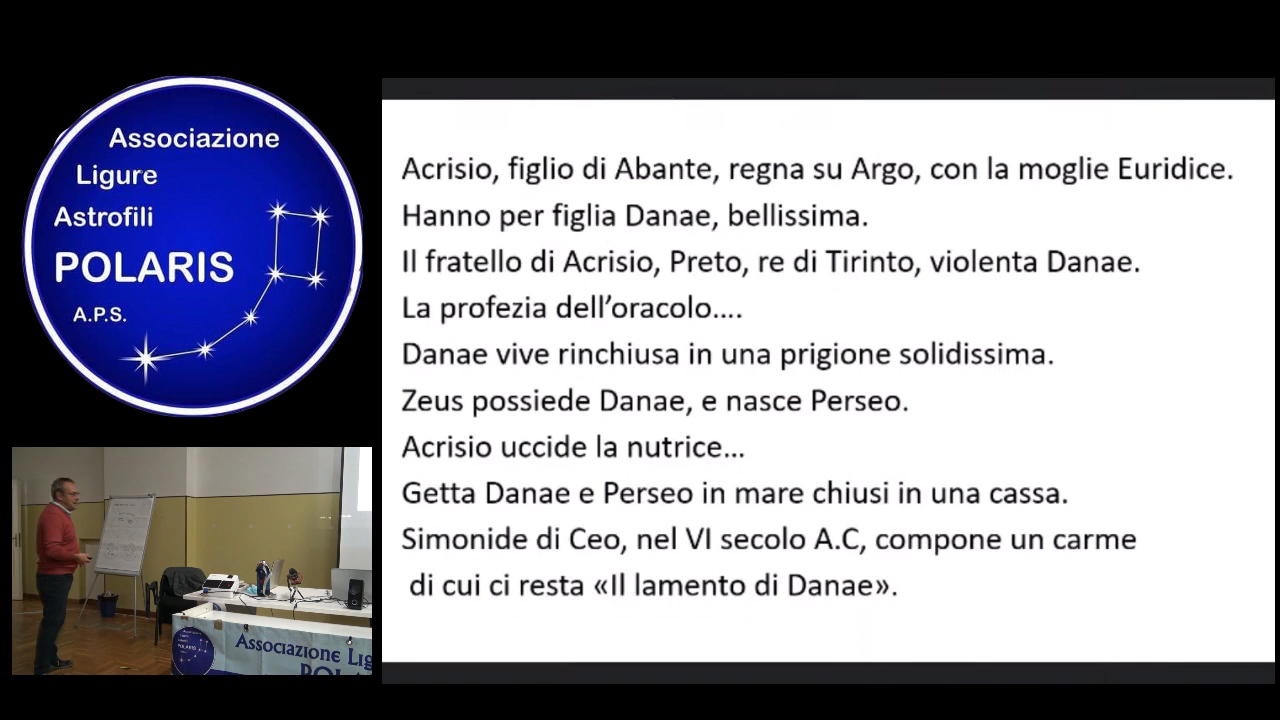 Associazione
Ligure
Astrofili
POLARIS
A.P.S.
Acrisio, figlio di Abante, regna su Argo, con la moglie Euridice.
Hanno per figlia Danae, bellissima.
Il fratello di Acrisio, Preto, re di Tirinto, violenta Danae.
La profezia dell’oracolo….
Danae vive rinchiusa in una prigione solidissima.
Zeus possiede Danae, e nasce Perseo.
Acrisio uccide la nutrice…
Getta Danae e Perseo in mare chiusi in una cassa.
Simonide di Ceo, nel VI secolo A.C, compone un carme
di cui ci resta «Il lamento di Danae».
Associazione Lig
POLA